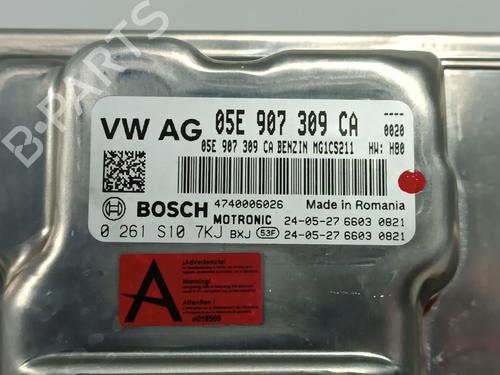 B-PARTS
VW AG 05E 907 309 CA
0020
05E 907 309 CA BENZIN MG1CS211 HW: H80
4740006026 Made in Romania
BOSCH MOTRONIC 24-05-27 6603 0821
0 261 S10 7KJ BXJ 53F 24-05-27 6603 0821
A
¡Advertencia!
Warning!
Attention !